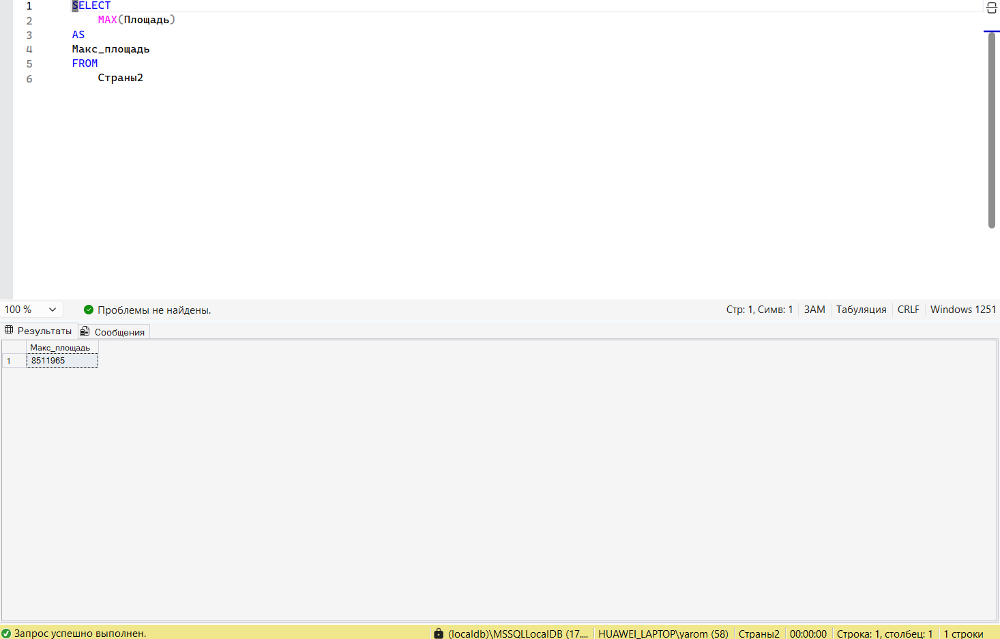 1 SELECT
2 MAX(Площадь)
3 AS
4 Макс_площадь
5 FROM
6 Страны2
100 % Проблемы не найдены. Стр: 1, Симв: 1 ЗАМ Табуляция CRLF Windows 1251
Результаты Сообщения
Макс_площадь
1 8511965
Запрос успешно выполнен. (localdb)\MSSQLLocalDB (17.... HUAWEI_LAPTOP\yarom (58) Страны2 00:00:00 Строка: 1, столбец: 1 1 строки